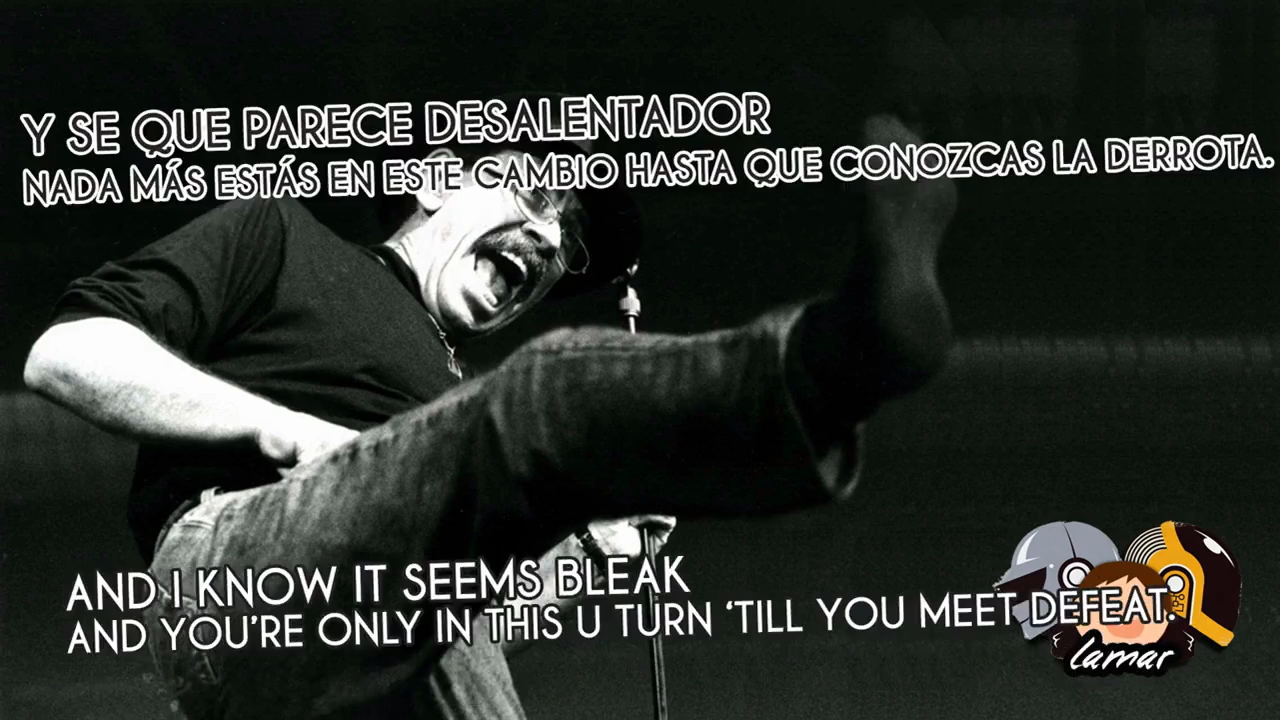 Y SE QUE PARECE DESALENTADOR
NADA MÁS ESTÁS EN ESTE CAMBIO HASTA QUE CONOZCAS LA DERROTA.
AND I KNOW IT SEEMS BLEAK
AND YOU'RE ONLY IN THIS U TURN ‘TILL YOU MEET DEFEAT.
Lamar